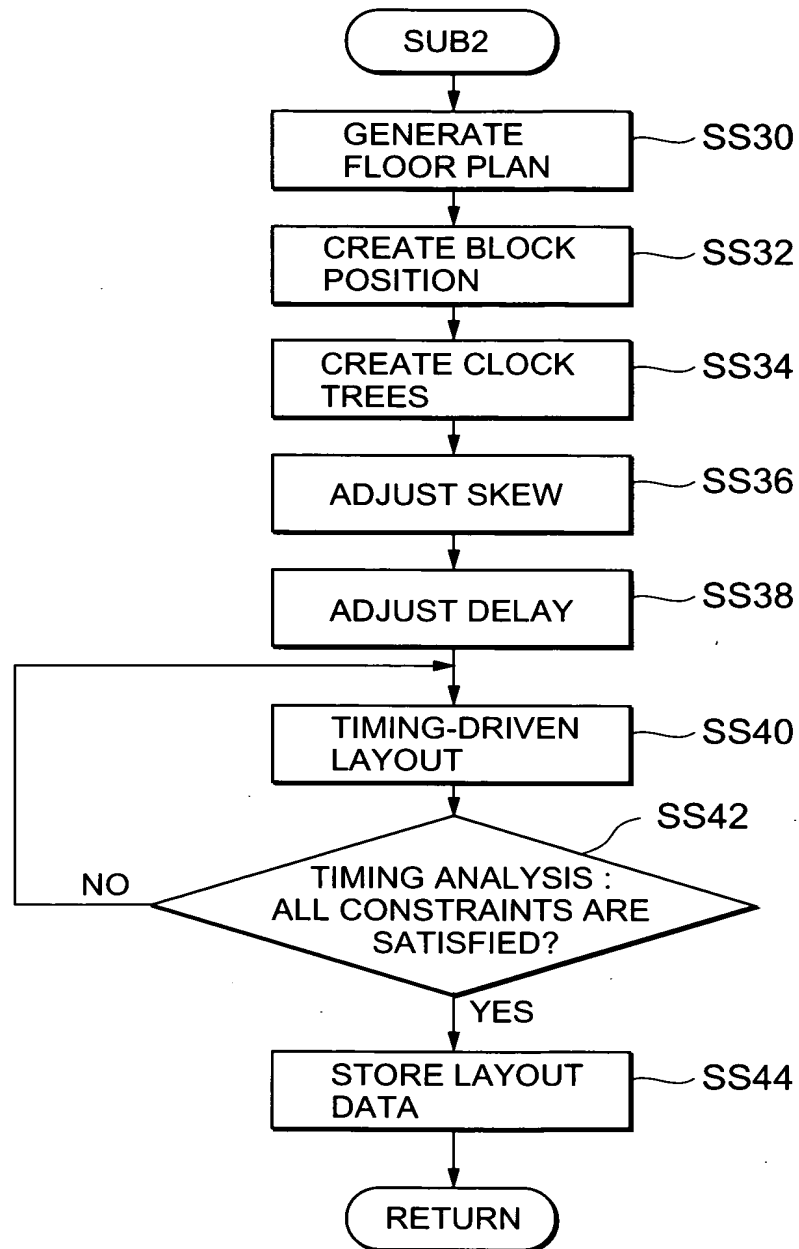 SUB2
GENERATE
FLOOR PLAN
SS30
CREATE BLOCK
POSITION
SS32
CREATE CLOCK
TREES
SS34
ADJUST SKEW
SS36
ADJUST DELAY
SS38
TIMING-DRIVEN
LAYOUT
SS40
SS42
TIMING ANALYSIS :
ALL CONSTRAINTS ARE
SATISFIED?
NO
YES
STORE LAYOUT
DATA
SS44
RETURN